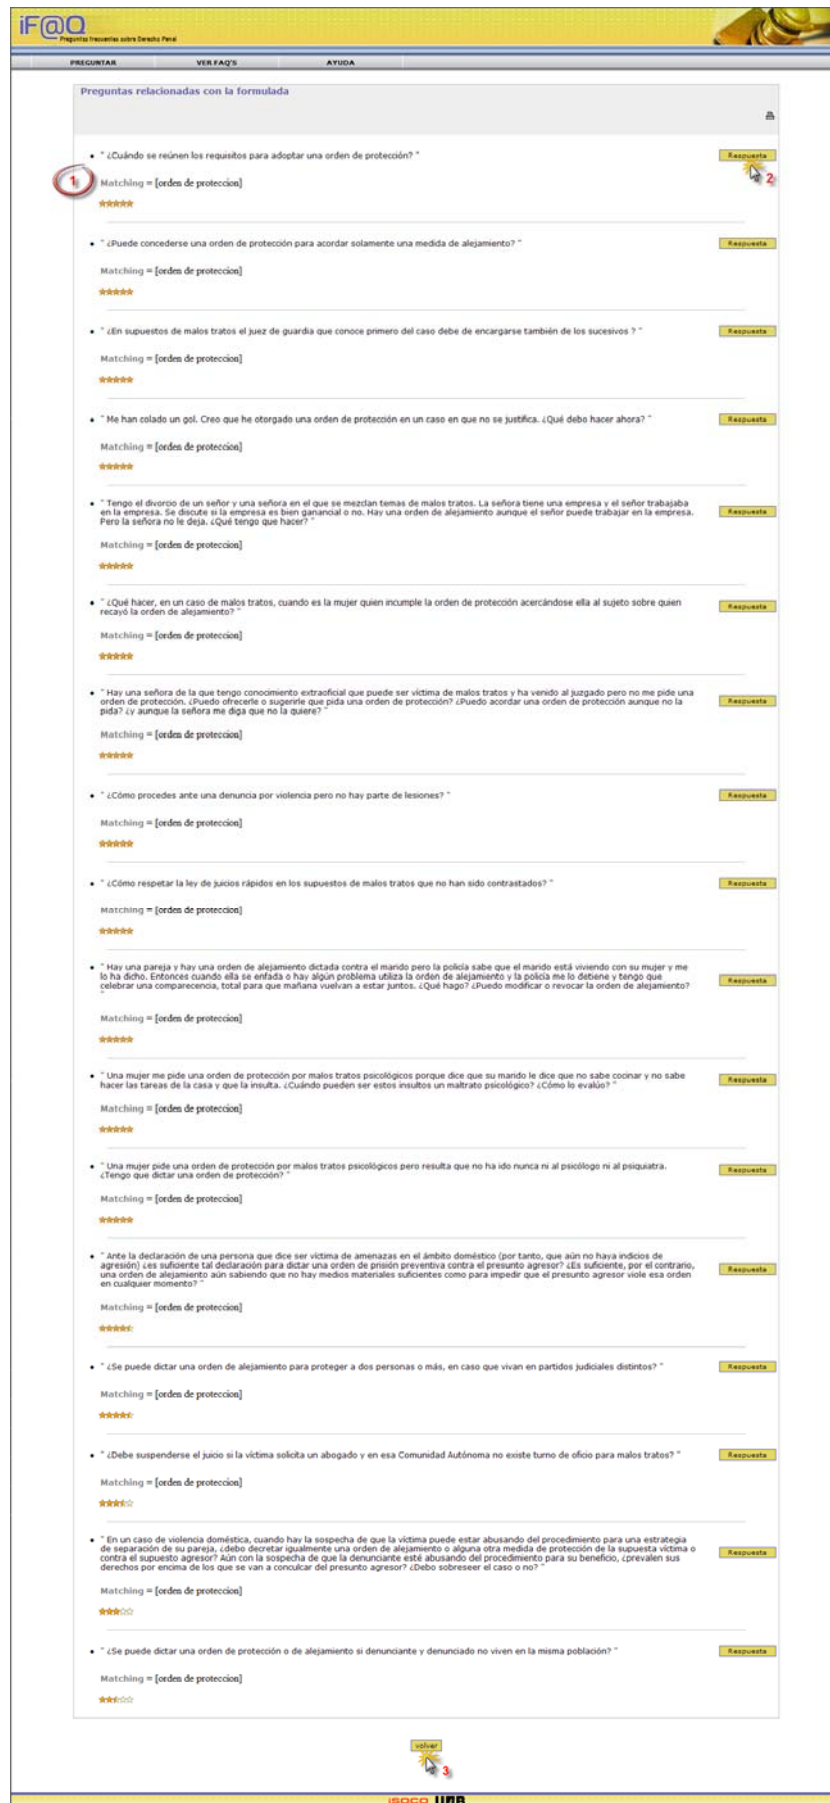 iF@Q
Preguntas frecuentes sobre Derecho Penal
PREGUNTAR VER FAQ'S AYUDA
Preguntas relacionadas con la formulada
• " ¿Cuándo se reúnen los requisitos para adoptar una orden de protección? "
Respuesta
1
2
Matching = [orden de proteccion]
• " ¿Puede concederse una orden de protección para acordar solamente una medida de alejamiento? "
Respuesta
Matching = [orden de proteccion]
• " ¿En supuestos de malos tratos el juez de guardia que conoce primero del caso debe de encargarse también de los sucesivos ? "
Respuesta
Matching = [orden de proteccion]
• " Me han colado un gol. Creo que he otorgado una orden de protección en un caso en que no se justifica. ¿Qué debo hacer ahora? "
Respuesta
Matching = [orden de proteccion]
• " Tengo el divorcio de un señor y una señora en el que se mezclan temas de malos tratos. La señora tiene una empresa y el señor trabajaba
en la empresa. Se discute si la empresa es bien ganancial o no. Hay una orden de alejamiento aunque el señor puede trabajar en la empresa.
Pero la señora no le deja. ¿Qué tengo que hacer? "
Respuesta
Matching = [orden de proteccion]
• " ¿Qué hacer, en un caso de malos tratos, cuando es la mujer quien incumple la orden de protección acercándose ella al sujeto sobre quien
recayó la orden de alejamiento? "
Respuesta
Matching = [orden de proteccion]
• " Hay una señora de la que tengo conocimiento extraoficial que puede ser víctima de malos tratos y ha venido al juzgado pero no me pide una
orden de protección. ¿Puedo ofrecerle o sugerirle que pida una orden de protección? ¿Puedo acordar una orden de protección aunque no la
pida? ¿y aunque la señora me diga que no la quiere? "
Respuesta
Matching = [orden de proteccion]
• " ¿Cómo procedes ante una denuncia por violencia pero no hay parte de lesiones? "
Respuesta
Matching = [orden de proteccion]
• " ¿Cómo respetar la ley de juicios rápidos en los supuestos de malos tratos que no han sido contrastados? "
Respuesta
Matching = [orden de proteccion]
• " Hay una pareja y hay una orden de alejamiento dictada contra el marido pero la policía sabe que el marido está viviendo con su mujer y me
lo ha dicho. Entonces cuando ella se enfada o hay algún problema utiliza la orden de alejamiento y la policía me lo detiene y tengo que
celebrar una comparecencia, total para que mañana vuelvan a estar juntos. ¿Qué hago? ¿Puedo modificar o revocar la orden de alejamiento?
"
Respuesta
Matching = [orden de proteccion]
• " Una mujer me pide una orden de protección por malos tratos psicológicos porque dice que su marido le dice que no sabe cocinar y no sabe
hacer las tareas de la casa y que la insulta. ¿Cuándo pueden ser estos insultos un maltrato psicológico? ¿Cómo lo evalúo? "
Respuesta
Matching = [orden de proteccion]
• " Una mujer pide una orden de protección por malos tratos psicológicos pero resulta que no ha ido nunca ni al psicólogo ni al psiquiatra.
¿Tengo que dictar una orden de protección? "
Respuesta
Matching = [orden de proteccion]
• " Ante la declaración de una persona que dice ser víctima de amenazas en el ámbito doméstico (por tanto, que aún no haya indicios de
agresión) ¿es suficiente tal declaración para dictar una orden de prisión preventiva contra el presunto agresor? ¿Es suficiente, por el contrario,
una orden de alejamiento aún sabiendo que no hay medios materiales suficientes como para impedir que el presunto agresor viole esa orden
en cualquier momento? "
Respuesta
Matching = [orden de proteccion]
• " ¿Se puede dictar una orden de alejamiento para proteger a dos personas o más, en caso que vivan en partidos judiciales distintos? "
Respuesta
Matching = [orden de proteccion]
• " ¿Debe suspenderse el juicio si la víctima solicita un abogado y en esa Comunidad Autónoma no existe turno de oficio para malos tratos? "
Respuesta
Matching = [orden de proteccion]
• " En un caso de violencia doméstica, cuando hay la sospecha de que la víctima puede estar abusando del procedimiento para una estrategia
de separación de su pareja, ¿debo decretar igualmente una orden de alejamiento o alguna otra medida de protección de la supuesta víctima o
contra el supuesto agresor? Aún con la sospecha de que la denunciante esté abusando del procedimiento para su beneficio, ¿prevalen sus
derechos por encima de los que se van a conculcar del presunto agresor? ¿Debo sobreseer el caso o no? "
Respuesta
Matching = [orden de proteccion]
• " ¿Se puede dictar una orden de protección o de alejamiento si denunciante y denunciado no viven en la misma población? "
Respuesta
Matching = [orden de proteccion]
volver
3
isoco UAB